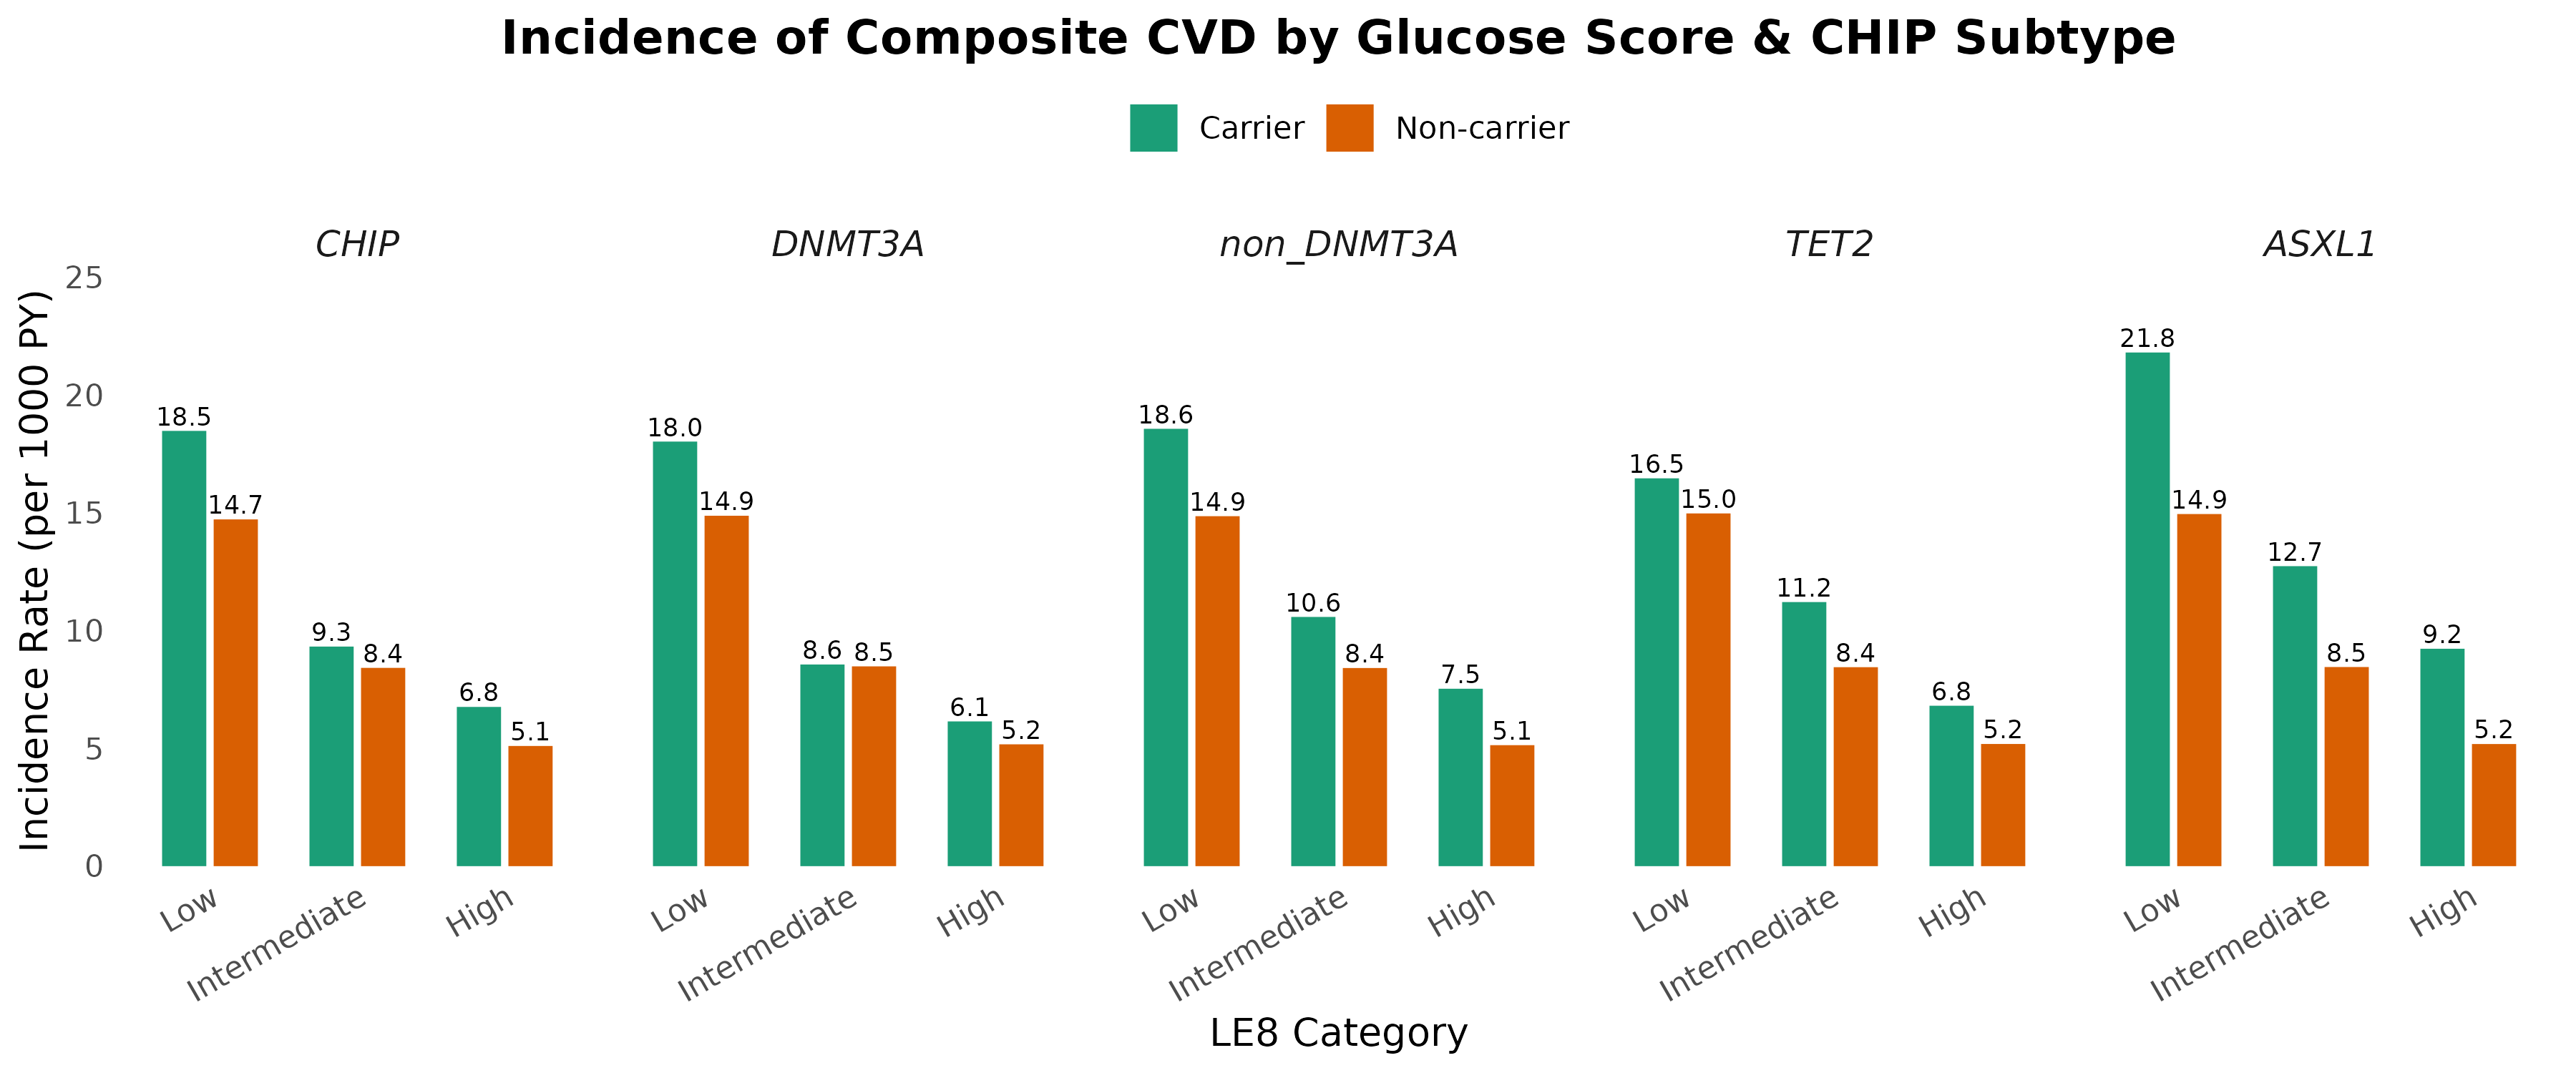 Incidence of Composite CVD by Glucose Score & CHIP Subtype
Carrier Non-carrier
CHIP DNMT3A non_DNMT3A TET2 ASXL1
Incidence Rate (per 1000 PY)
25
20
15
10
5
0
18.5 14.7 9.3 8.4 6.8 5.1
18.0 14.9 8.6 8.5 6.1 5.2
18.6 14.9 10.6 8.4 7.5 5.1
16.5 15.0 11.2 8.4 6.8 5.2
21.8 14.9 12.7 8.5 9.2 5.2
Low Intermediate High
Low Intermediate High
Low Intermediate High
Low Intermediate High
Low Intermediate High
LE8 Category